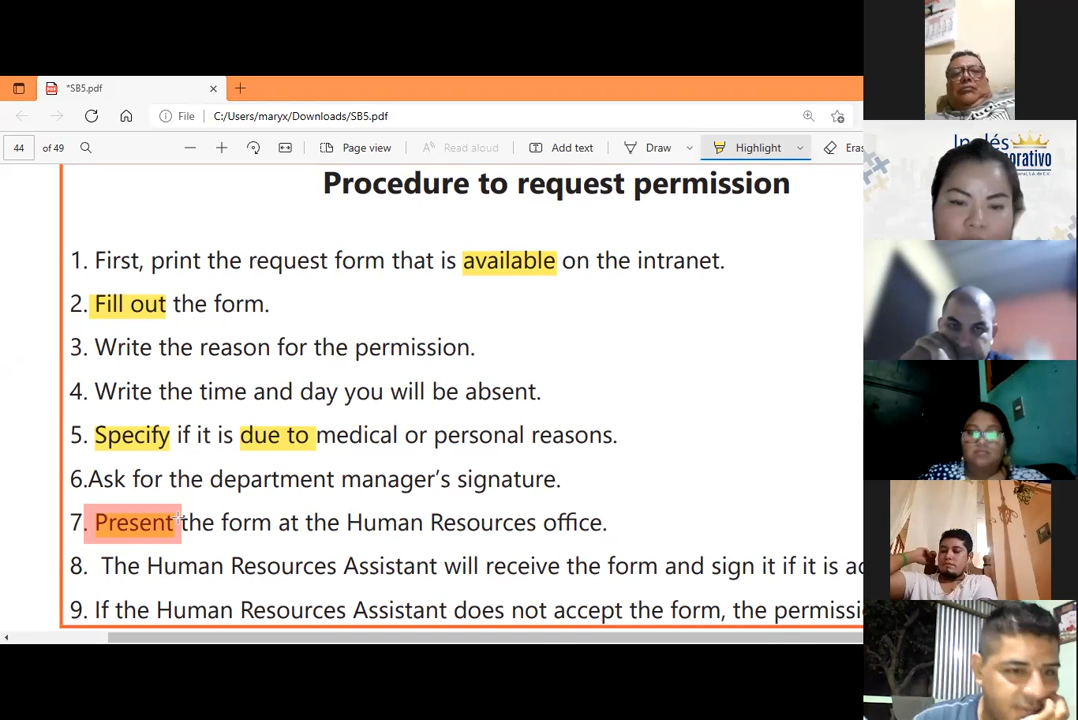 *SB5.pdf
File C:/Users/maryx/Downloads/SB5.pdf
44 of 49 Page view Read aloud Add text Draw Highlight Eras
Procedure to request permission
1. First, print the request form that is available on the intranet.
2. Fill out the form.
3. Write the reason for the permission.
4. Write the time and day you will be absent.
5. Specify if it is due to medical or personal reasons.
6.Ask for the department manager's signature.
7. Present the form at the Human Resources office.
8. The Human Resources Assistant will receive the form and sign it if it is ac
9. If the Human Resources Assistant does not accept the form, the permissi
Inglés
orativo